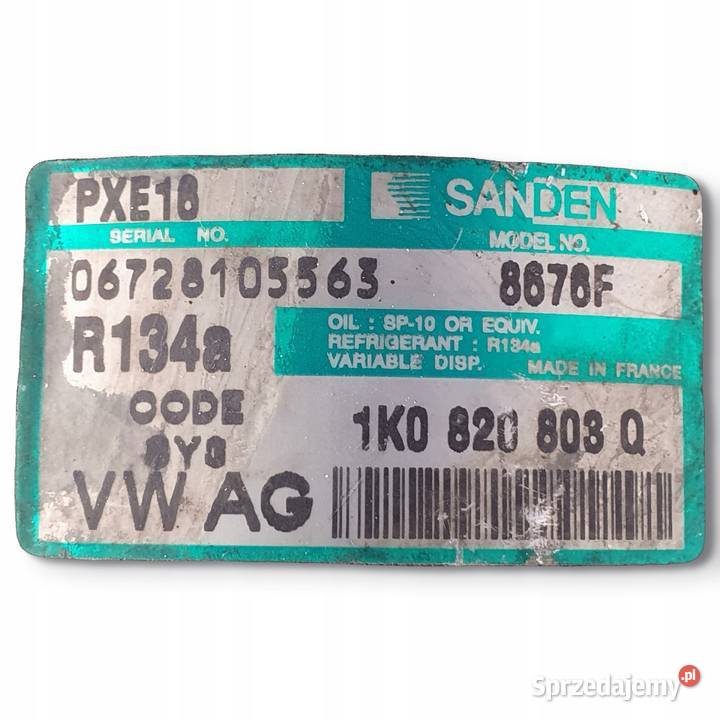 PXE16 SANDEN
SERIAL NO. MODEL NO.
06728105563 8676F
R134a
OIL : SP-10 OR EQUIV.
REFRIGERANT : R134a
VARIABLE DISP. MADE IN FRANCE
CODE
1K0 820 803 Q
VW AG
Sprzedajemy.pl